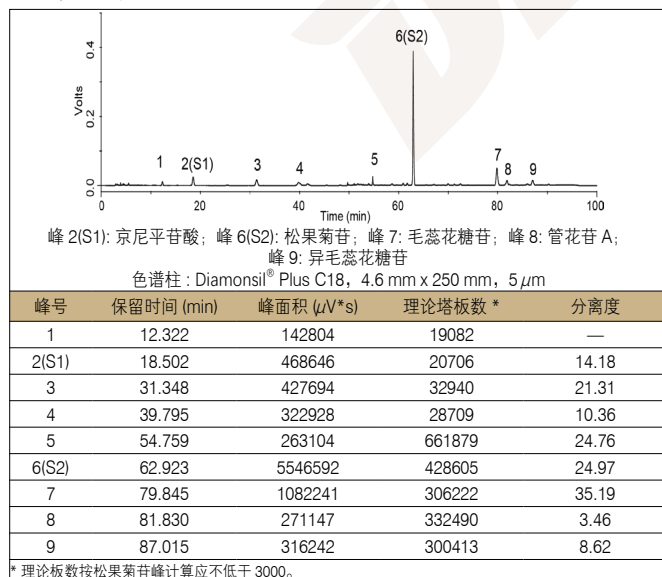 6(S2)
0.4
Volts
0.2
0.0
1
2(S1)
3
4
5
7
8
9
0
20
40
60
80
100
Time (min)
峰 2(S1): 京尼平苷酸；峰 6(S2): 松果菊苷；峰 7: 毛蕊花糖苷；峰 8: 管花苷 A；
峰 9: 异毛蕊花糖苷
色谱柱 : Diamonsil® Plus C18，4.6 mm x 250 mm，5 μm
峰号 保留时间 (min) 峰面积 (μV*s) 理论塔板数 * 分离度
1 12.322 142804 19082 —
2(S1) 18.502 468646 20706 14.18
3 31.348 427694 32940 21.31
4 39.795 322928 28709 10.36
5 54.759 263104 661879 24.76
6(S2) 62.923 5546592 428605 24.97
7 79.845 1082241 306222 35.19
8 81.830 271147 332490 3.46
9 87.015 316242 300413 8.62
* 理论板数按松果菊苷峰计算应不低于 3000。